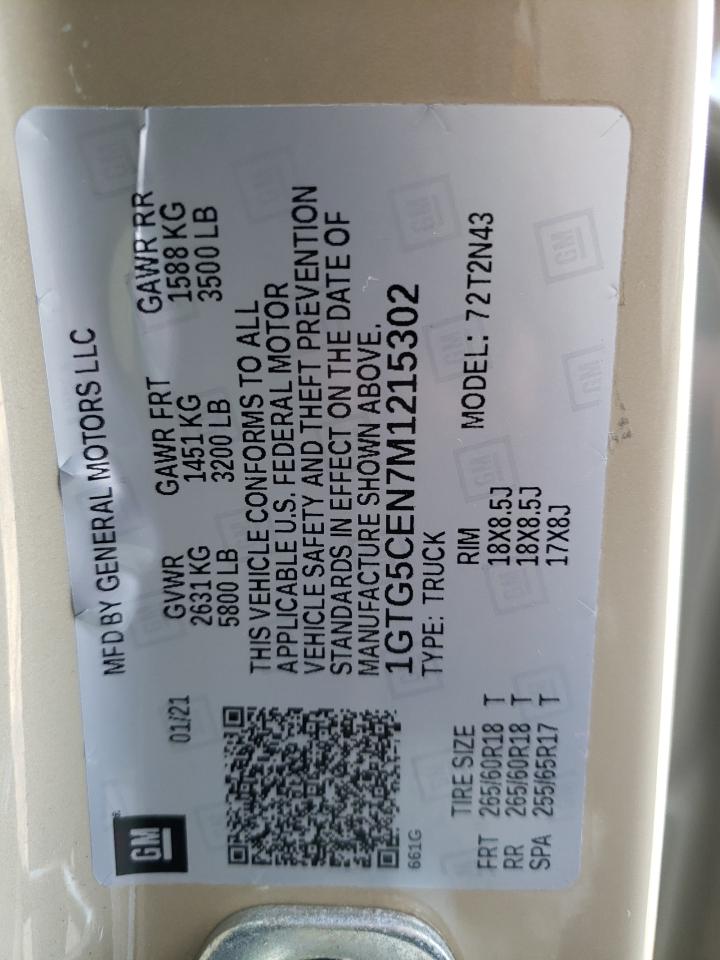 GM
MFD BY GENERAL MOTORS LLC
01/21 GVWR GAWR FRT GAWR RR
2631 KG 1451 KG 1588 KG
5800 LB 3200 LB 3500 LB
THIS VEHICLE CONFORMS TO ALL
APPLICABLE U.S. FEDERAL MOTOR
VEHICLE SAFETY AND THEFT PREVENTION
STANDARDS IN EFFECT ON THE DATE OF
MANUFACTURE SHOWN ABOVE.
1GTG5CEN7M1215302
661G TYPE: TRUCK
TIRE SIZE RIM MODEL: 72T2N43
FRT 265/60R18 T 18X8.5J
RR 265/60R18 T 18X8.5J
SPA 255/65R17 T 17X8J